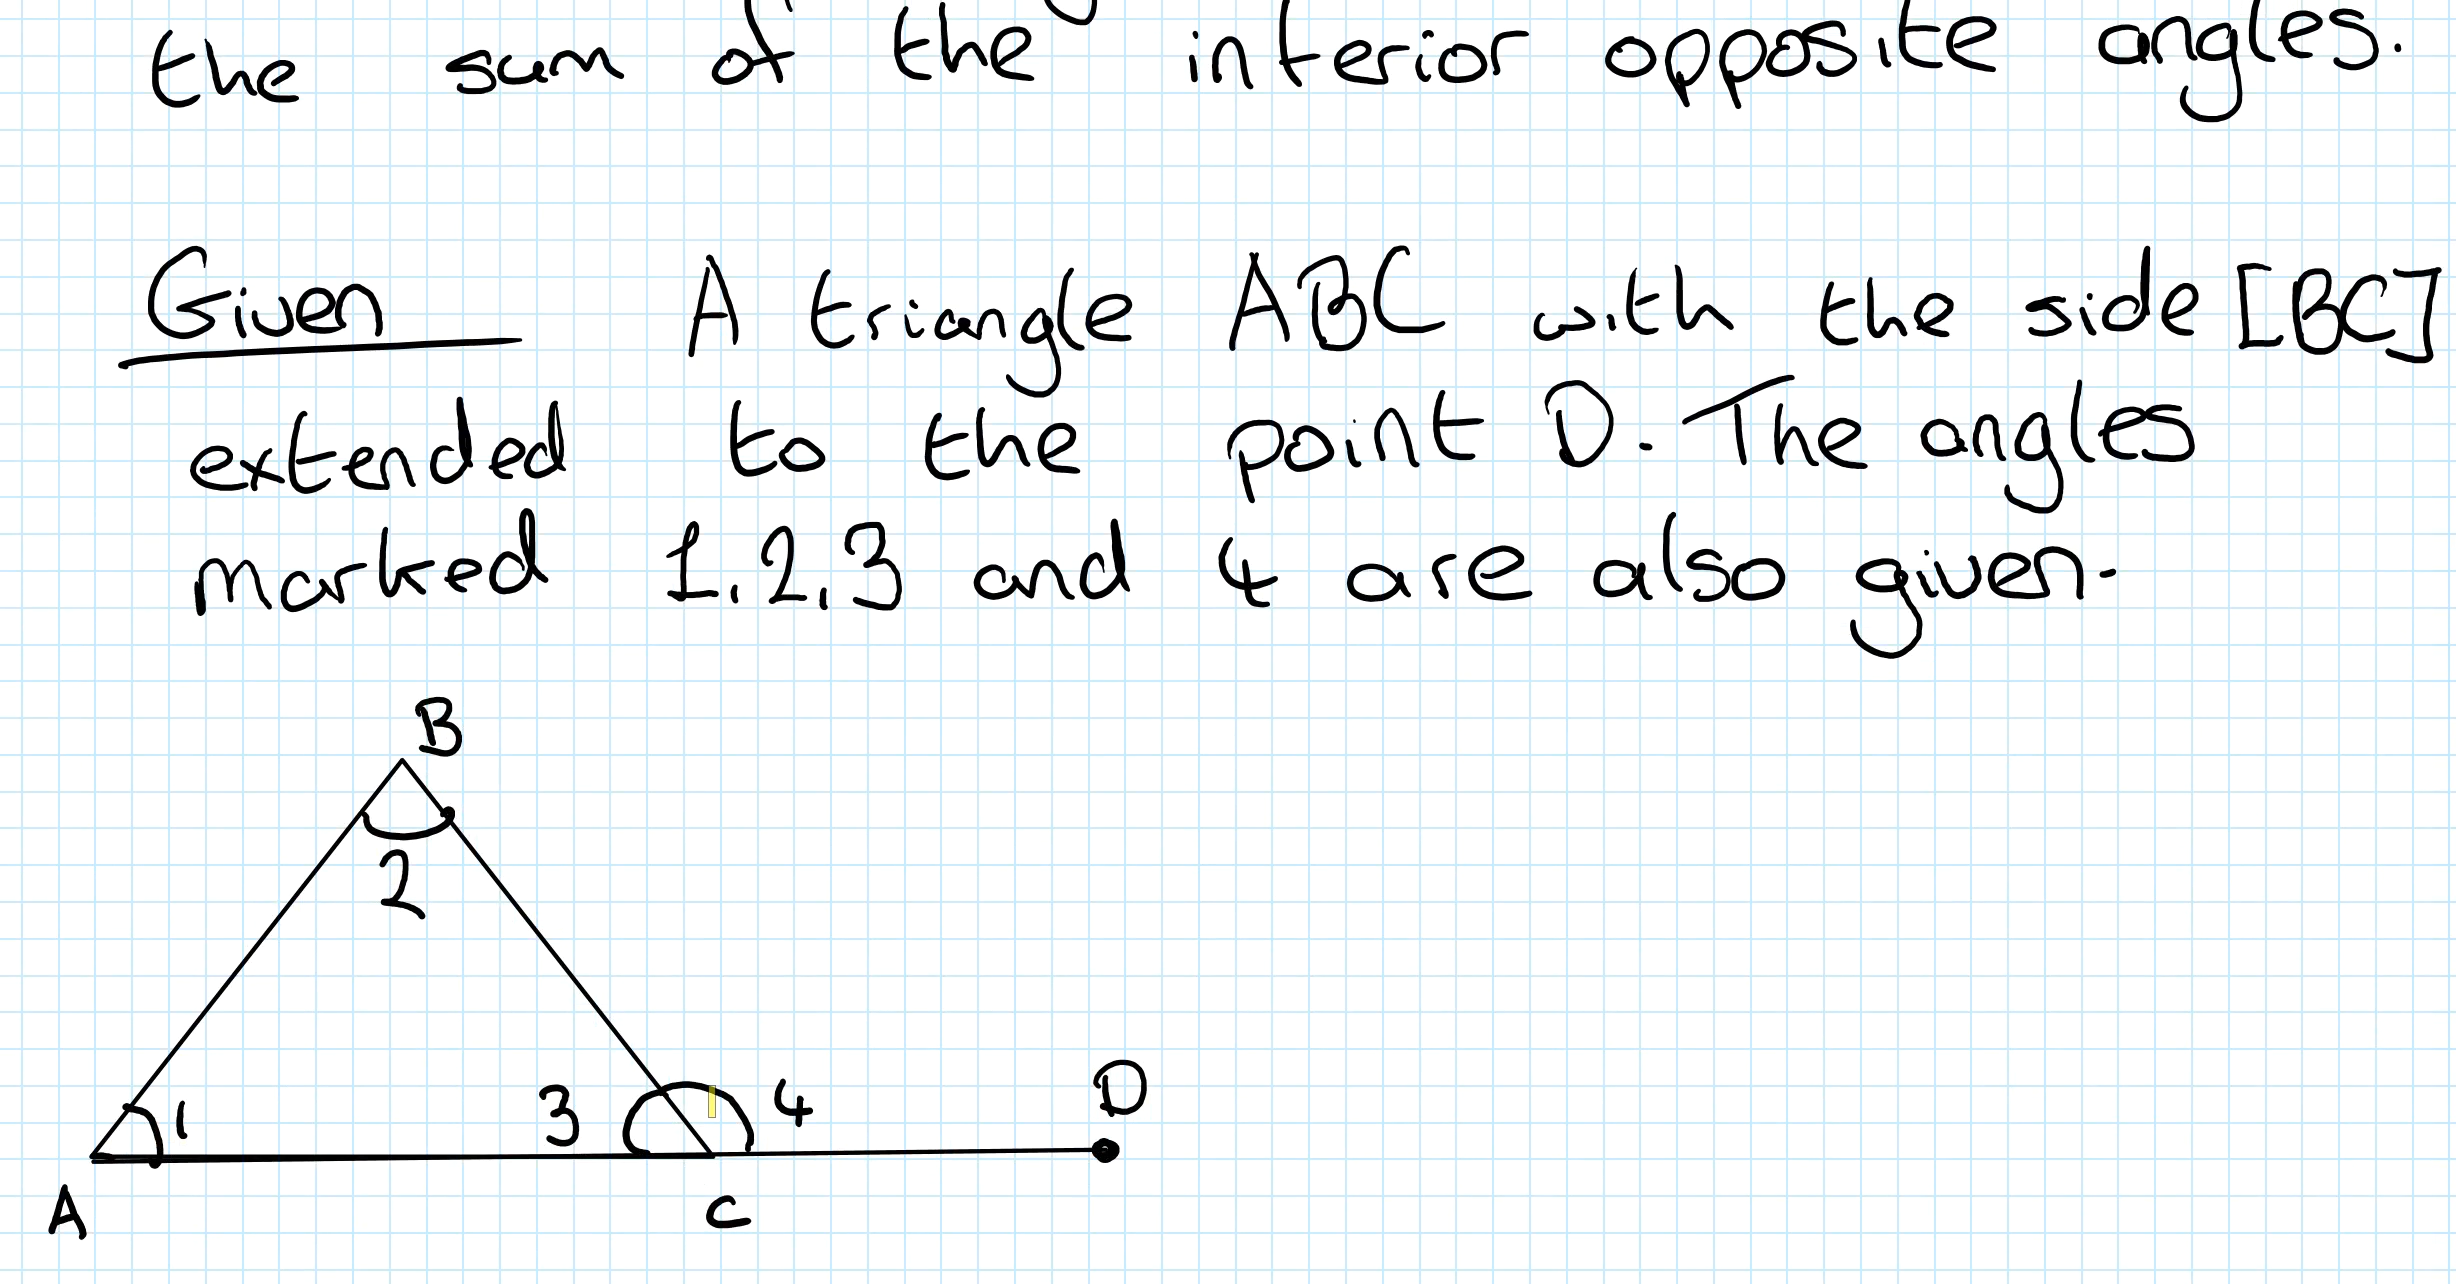 the sum of the interior opposite angles.
Given A triangle ABC with the side [BC]
extended to the point D. The angles
marked 1,2,3 and 4 are also given.
B
2
1
3
4
D
A
C